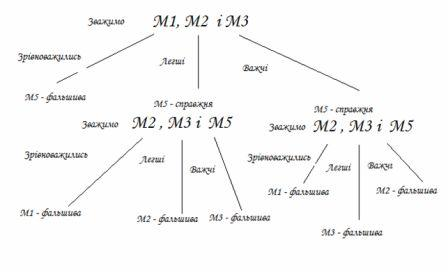 Зважимо М1, М2 і М3
Зрівноважились
Легші
Важчі
М5 - фальшива
М5 - справжня
М5 - справжня
Зважимо М2 , М3 і М5
Зважимо М2 , М3 і М5
Зрівноважились
Легші
Важчі
Зрівноважились
Легші
Важчі
М1 - фальшива
М2 - фальшива
М3 - фальшива
М1 - фальшива
М3 - фальшива
М2 - фальшива